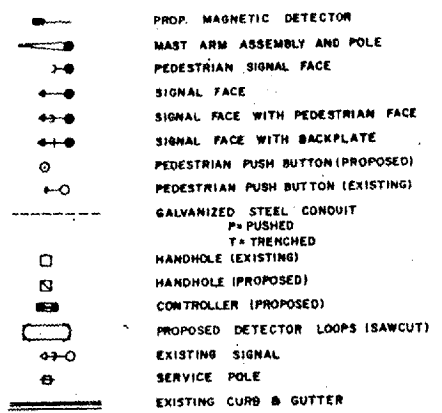 PROP. MAGNETIC DETECTOR
MAST ARM ASSEMBLY AND POLE
PEDESTRIAN SIGNAL FACE
SIGNAL FACE
SIGNAL FACE WITH PEDESTRIAN FACE
SIGNAL FACE WITH BACKPLATE
PEDESTRIAN PUSH BUTTON (PROPOSED)
PEDESTRIAN PUSH BUTTON (EXISTING)
GALVANIZED STEEL CONDUIT
P= PUSHED
T= TRENCHED
HANDHOLE (EXISTING)
HANDHOLE (PROPOSED)
CONTROLLER (PROPOSED)
PROPOSED DETECTOR LOOPS (SAWCUT)
EXISTING SIGNAL
SERVICE POLE
EXISTING CURB & GUTTER